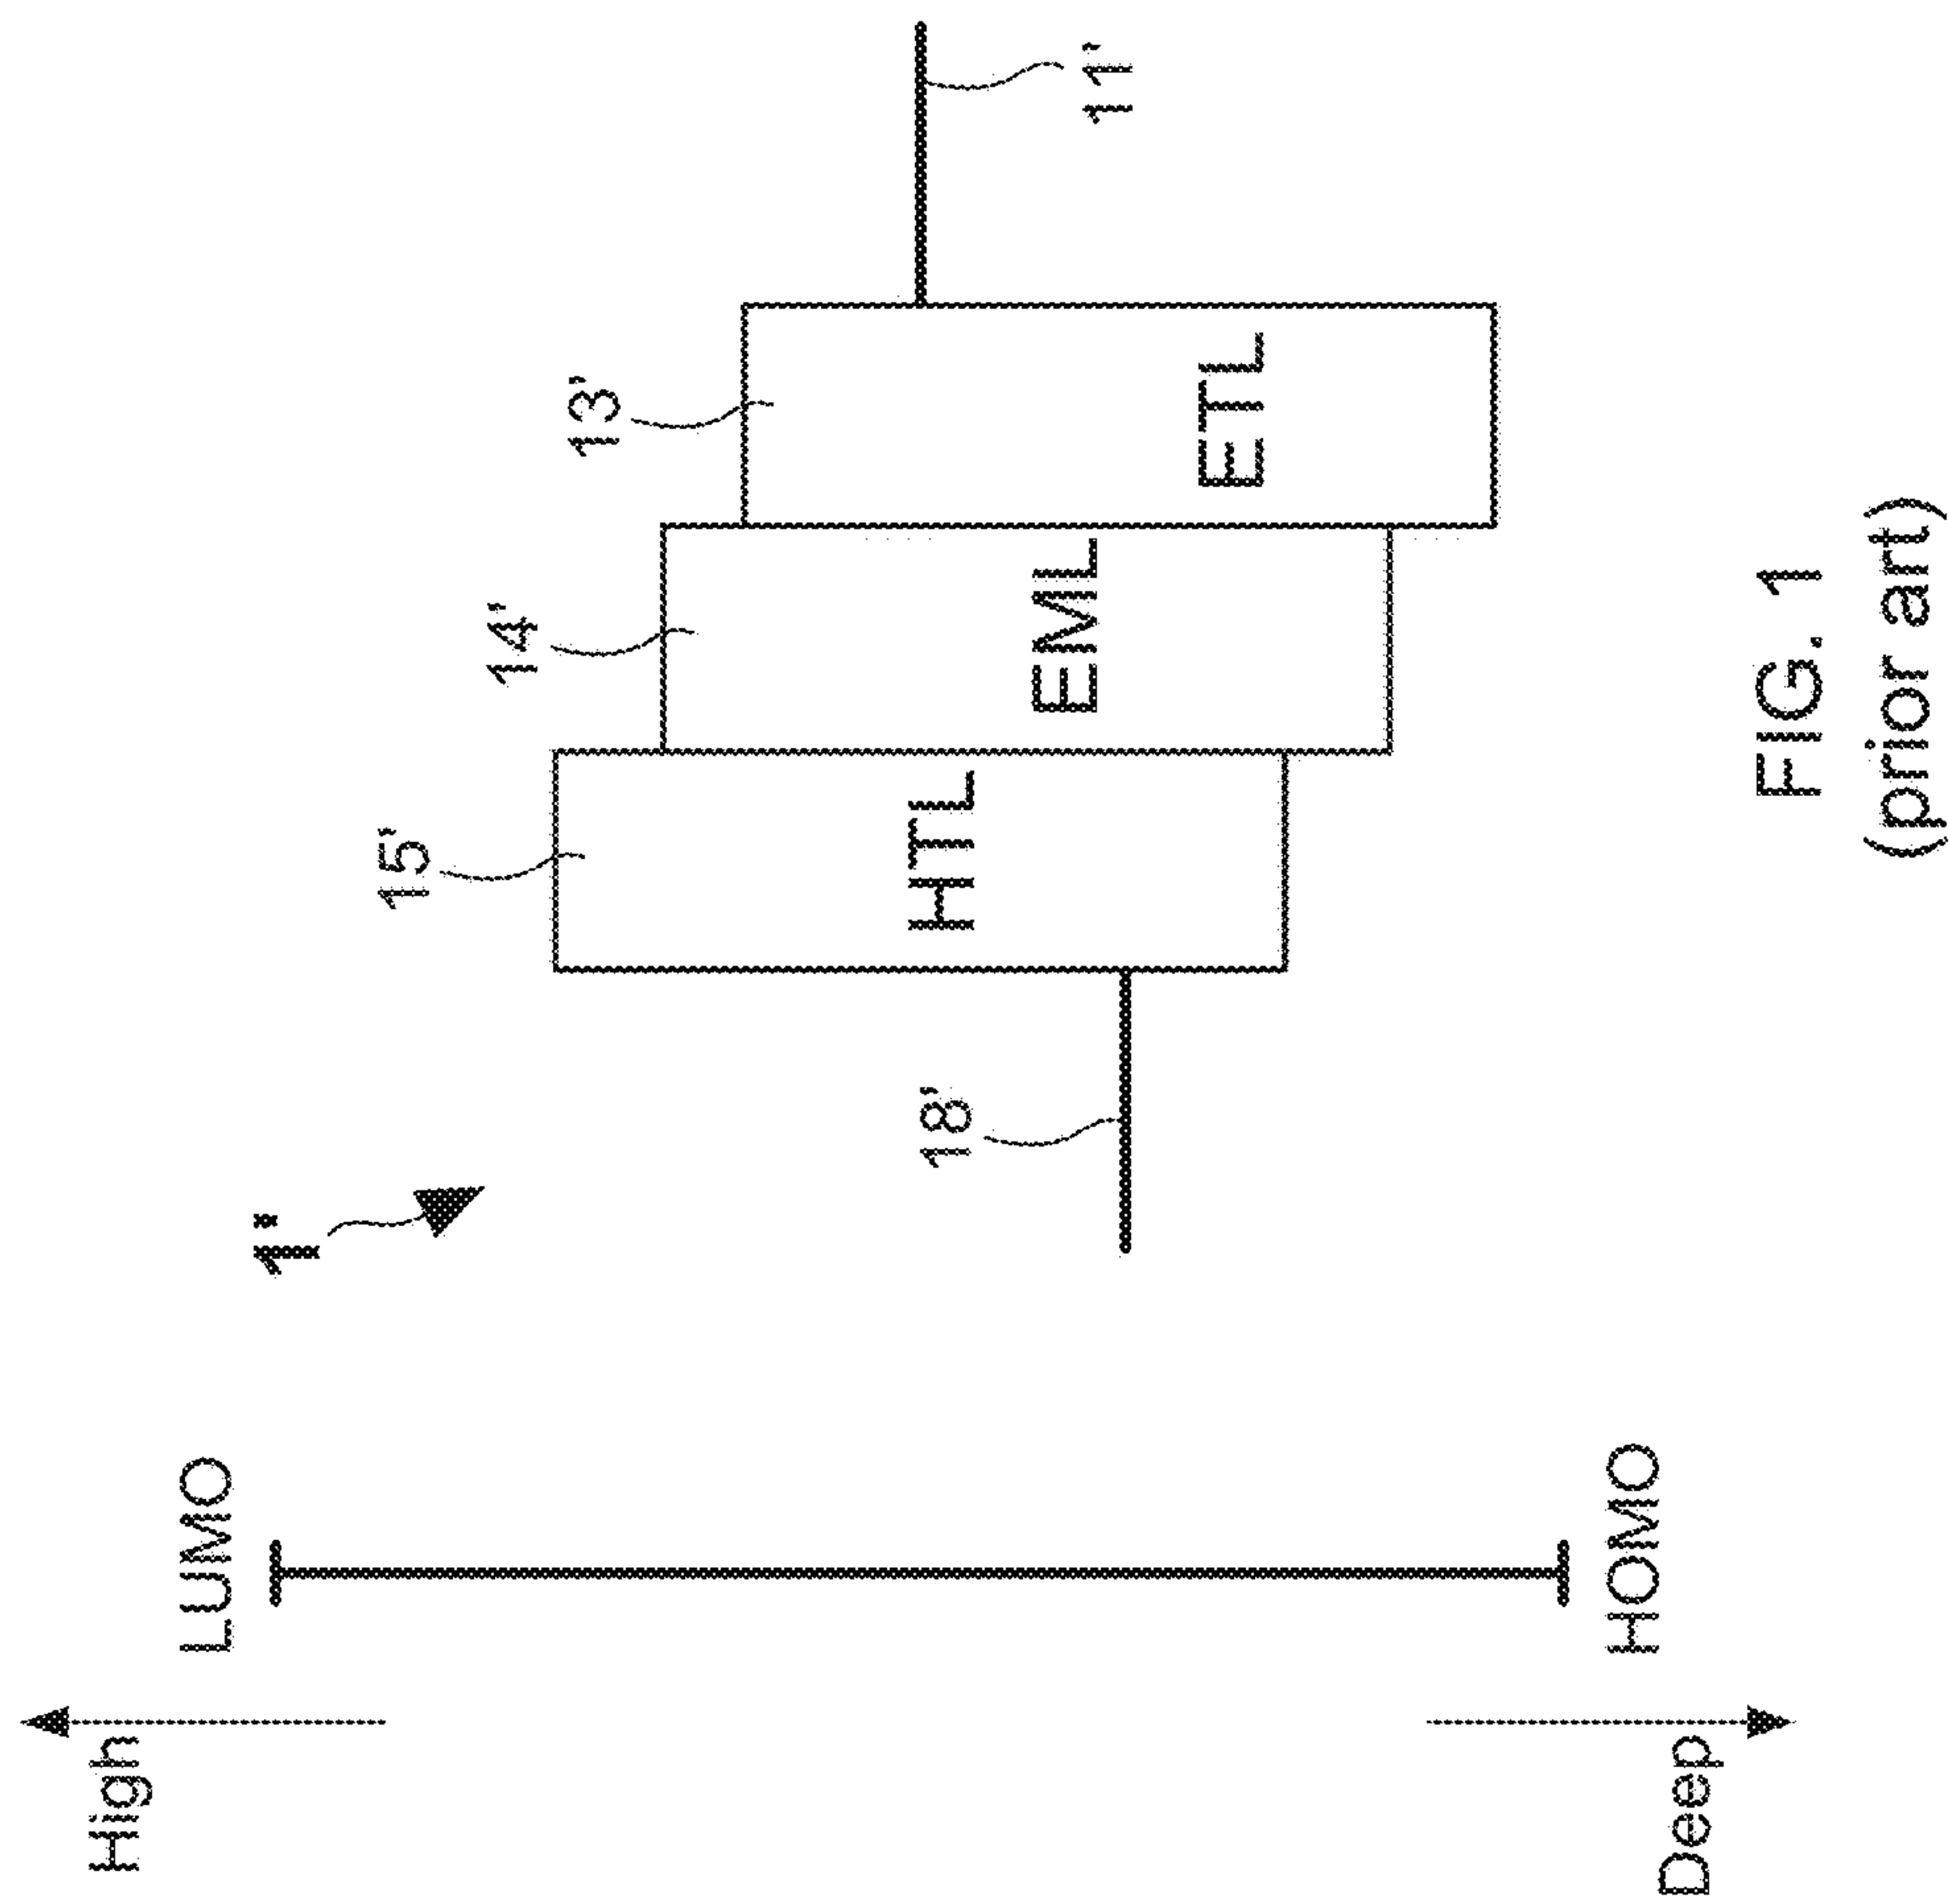 High
LUMO
1'
15'
14'
13'
18'
HTL
EML
11'
ETL
HOMO
Deep
FIG. 1
(prior art)